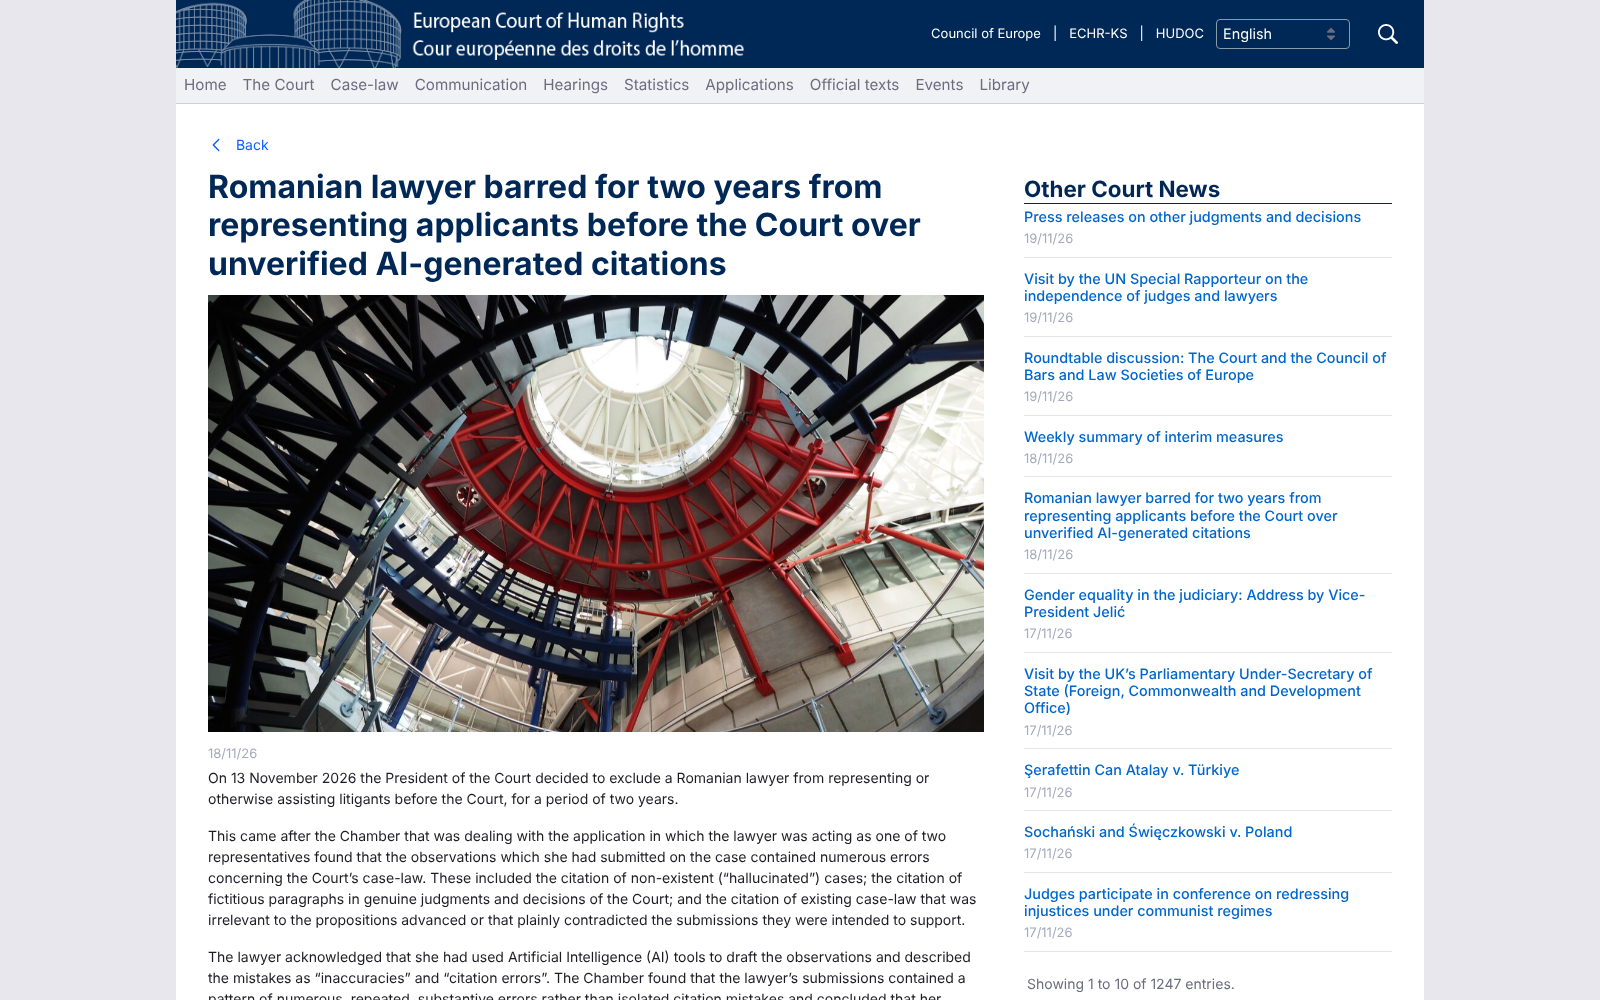 European Court of Human Rights
Cour européenne des droits de l'homme
Council of Europe | ECHR-KS | HUDOC English
Home The Court Case-law Communication Hearings Statistics Applications Official texts Events Library
Back
Romanian lawyer barred for two years from
representing applicants before the Court over
unverified AI-generated citations
18/11/26
On 13 November 2026 the President of the Court decided to exclude a Romanian lawyer from representing or
otherwise assisting litigants before the Court, for a period of two years.
This came after the Chamber that was dealing with the application in which the lawyer was acting as one of two
representatives found that the observations which she had submitted on the case contained numerous errors
concerning the Court’s case-law. These included the citation of non-existent (“hallucinated”) cases; the citation of
fictitious paragraphs in genuine judgments and decisions of the Court; and the citation of existing case-law that was
irrelevant to the propositions advanced or that plainly contradicted the submissions they were intended to support.
The lawyer acknowledged that she had used Artificial Intelligence (AI) tools to draft the observations and described
the mistakes as “inaccuracies” and “citation errors”. The Chamber found that the lawyer’s submissions contained a
pattern of numerous, repeated, substantive errors rather than isolated citation mistakes and concluded that her
Other Court News
Press releases on other judgments and decisions
19/11/26
Visit by the UN Special Rapporteur on the
independence of judges and lawyers
19/11/26
Roundtable discussion: The Court and the Council of
Bars and Law Societies of Europe
19/11/26
Weekly summary of interim measures
18/11/26
Romanian lawyer barred for two years from
representing applicants before the Court over
unverified AI-generated citations
18/11/26
Gender equality in the judiciary: Address by Vice-
President Jelić
17/11/26
Visit by the UK’s Parliamentary Under-Secretary of
State (Foreign, Commonwealth and Development
Office)
17/11/26
Şerafettin Can Atalay v. Türkiye
17/11/26
Sochański and Święczkowski v. Poland
17/11/26
Judges participate in conference on redressing
injustices under communist regimes
17/11/26
Showing 1 to 10 of 1247 entries.